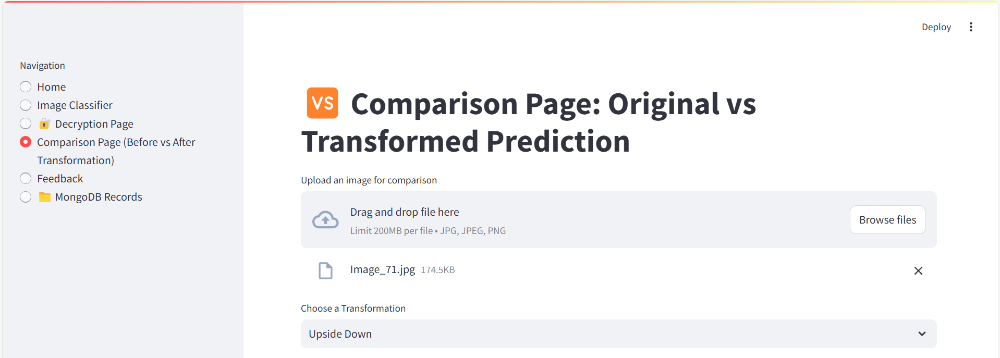 Deploy
Navigation
Home
Image Classifier
🔐 Decryption Page
Comparison Page (Before vs After
Transformation)
Feedback
📁 MongoDB Records
🆚 Comparison Page: Original vs
Transformed Prediction
Upload an image for comparison
Drag and drop file here
Limit 200MB per file • JPG, JPEG, PNG
Browse files
Image_71.jpg 174.5KB
Choose a Transformation
Upside Down